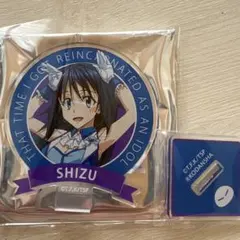 THAT TIME I GOT REINCARNATED AS AN IDOL
SHIZU